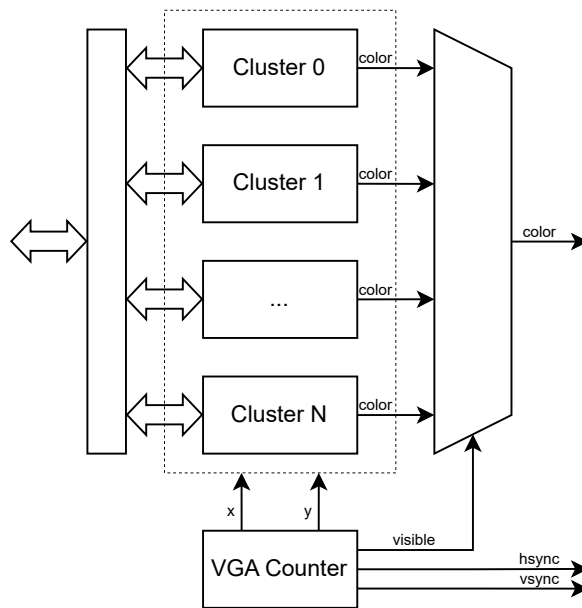 Cluster 0
color
Cluster 1
color
color
...
color
Cluster N
color
x
y
visible
VGA Counter
hsync
vsync